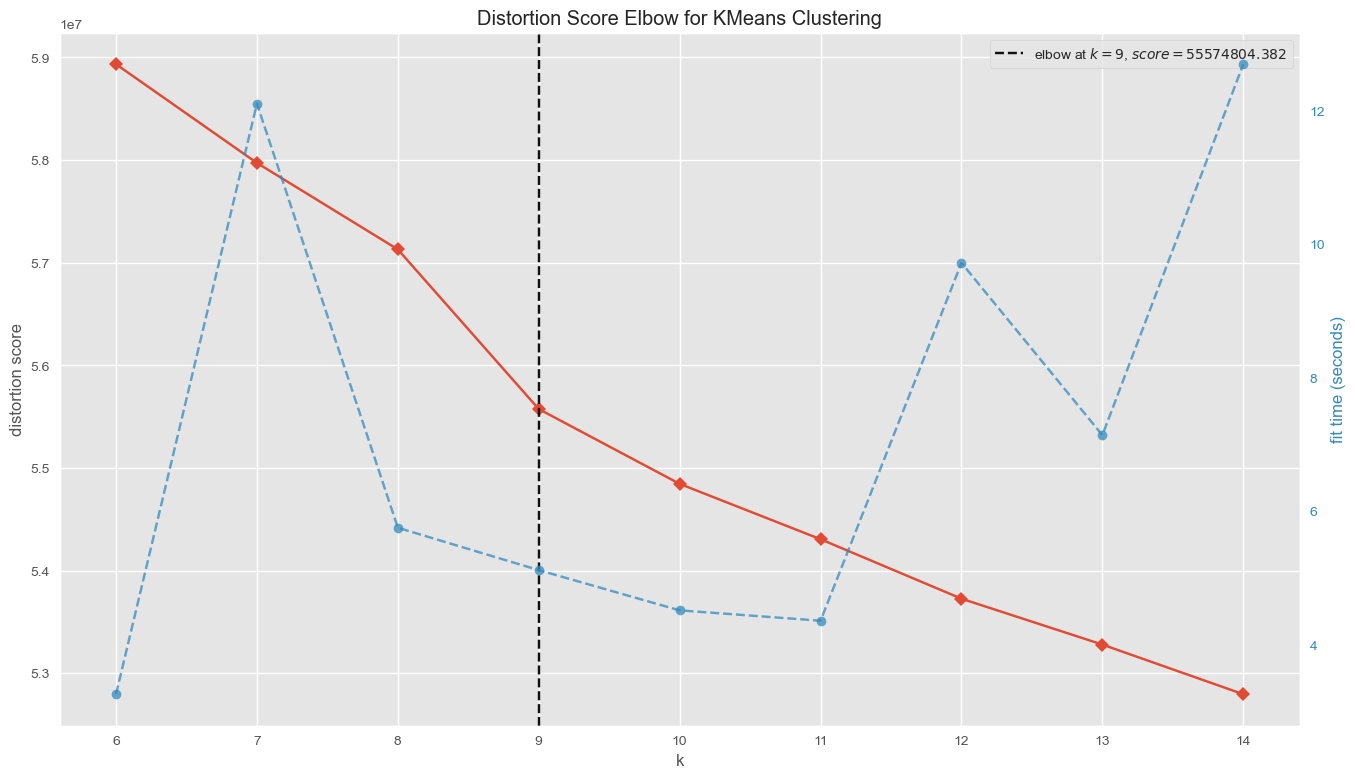 Distortion Score Elbow for KMeans Clustering
1e7
elbow at k = 9, score = 55574804.382
5.9
5.8
5.7
5.6
5.5
5.4
5.3
distortion score
12
10
8
6
4
fit time (seconds)
6 7 8 9 10 11 12 13 14
k